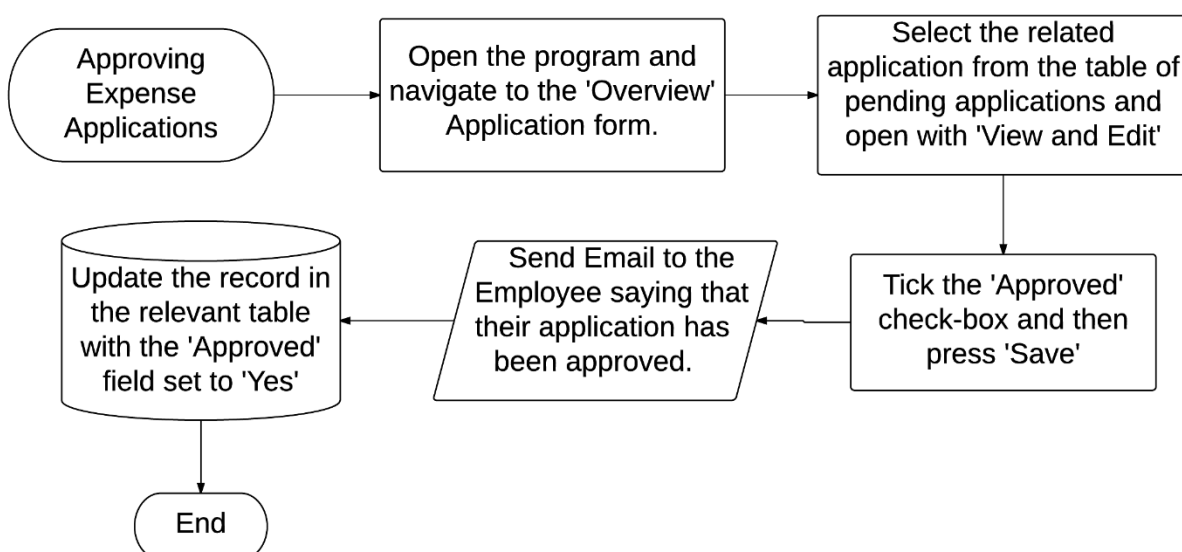 Approving
Expense
Applications
Open the program and
navigate to the 'Overview'
Application form.
Select the related
application from the table of
pending applications and
open with 'View and Edit'
Tick the 'Approved'
check-box and then
press 'Save'
Send Email to the
Employee saying that
their application has
been approved.
Update the record in
the relevant table
with the 'Approved'
field set to 'Yes'
End